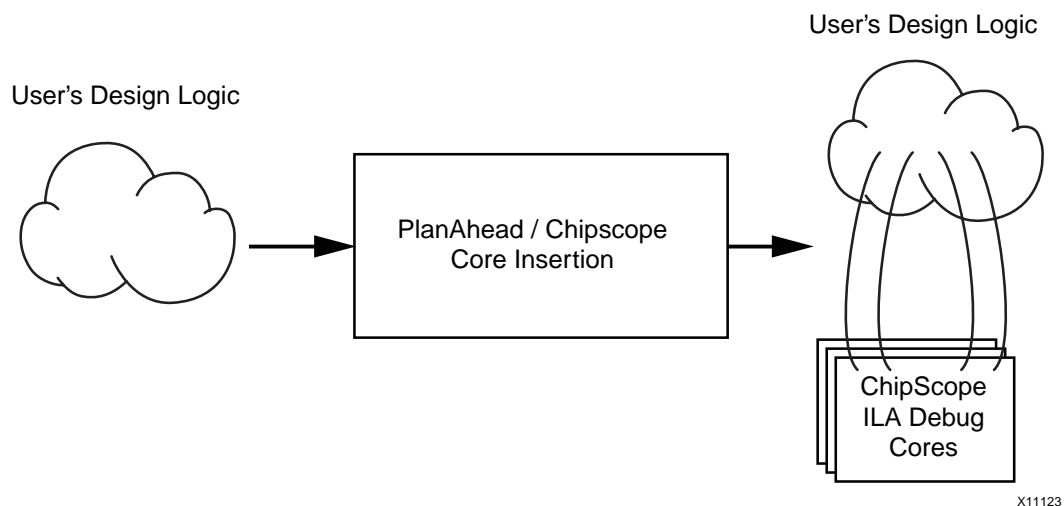 User’s Design Logic
User’s Design Logic
PlanAhead / Chipscope
Core Insertion
ChipScope
ILA Debug
Cores
X11123